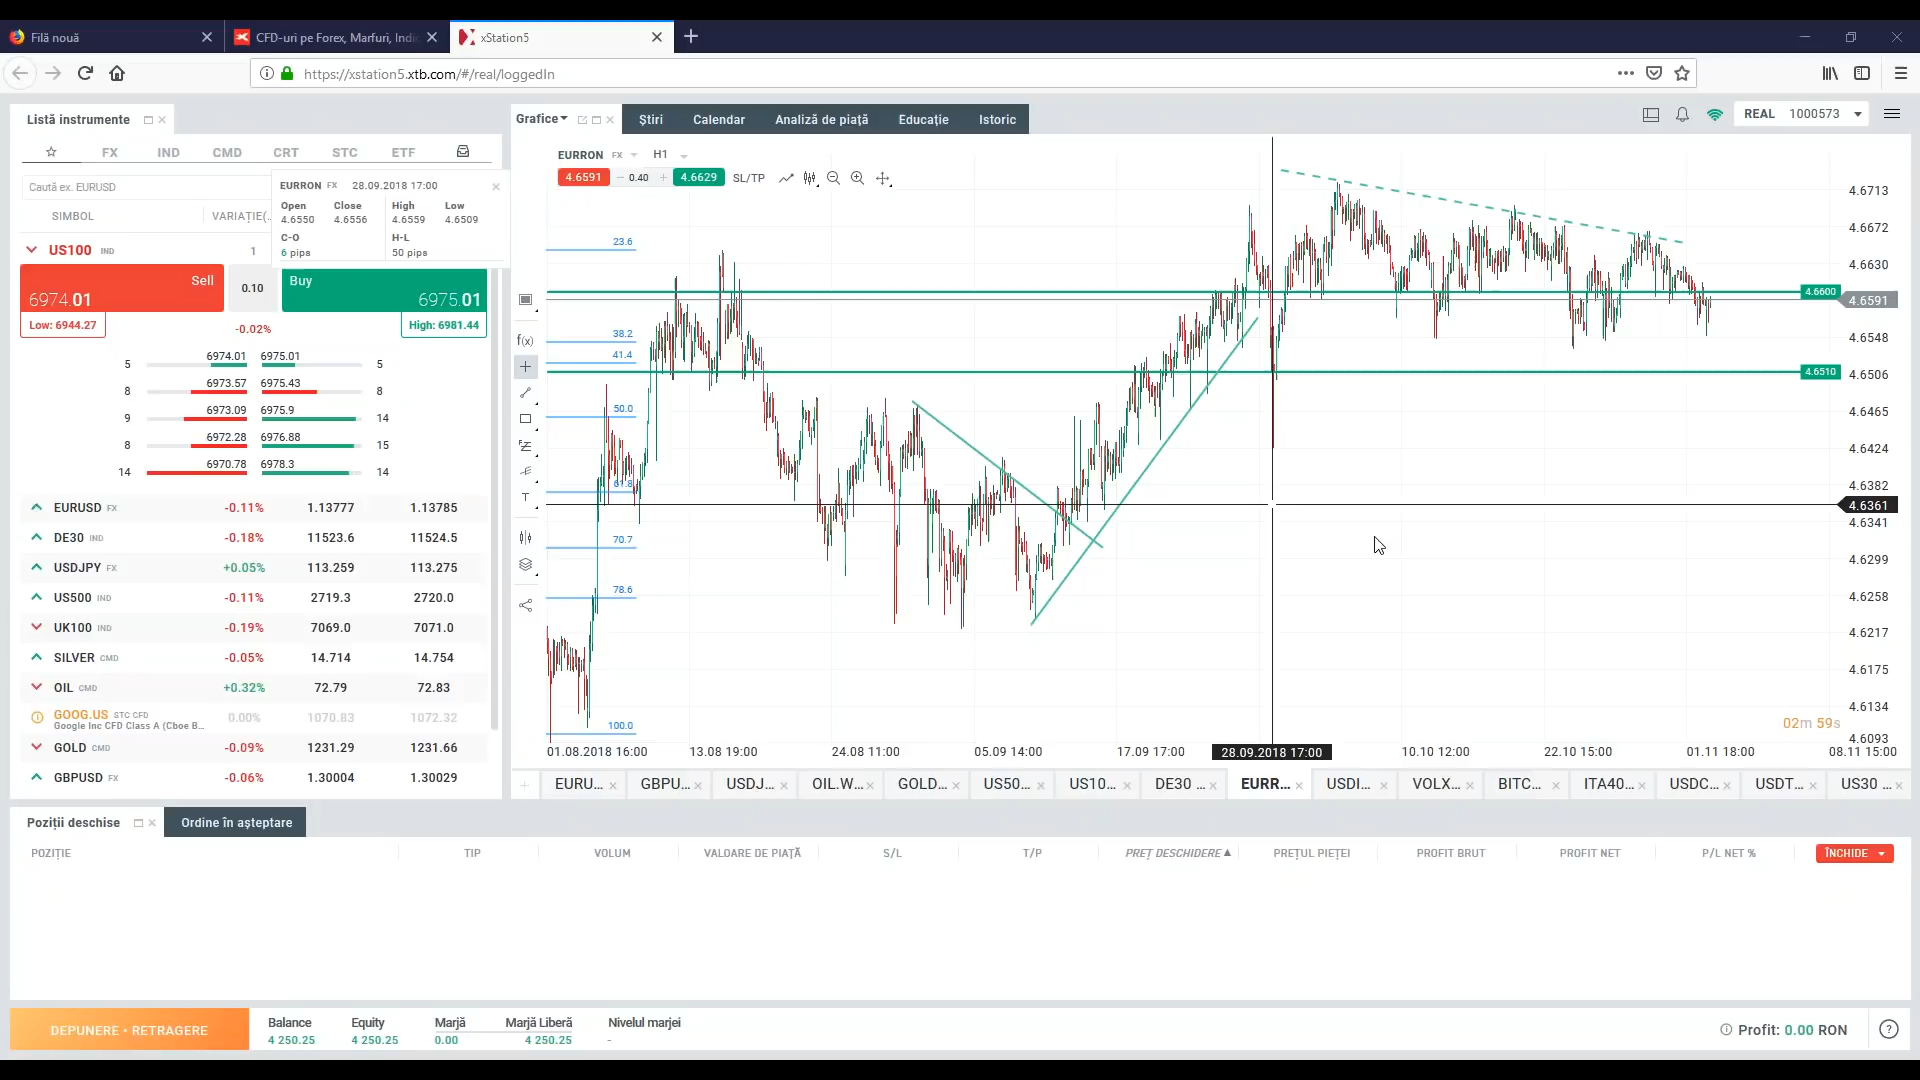 Filă nouă
CFD-uri pe Forex, Marfuri, Indi
xStation5
https://xstation5.xtb.com/#/real/loggedIn
Listă instrumente
Grafice
Știri
Calendar
Analiză de piață
Educație
Istoric
REAL 1000573
FX IND CMD CRT STC ETF
Caută ex. EURUSD
SIMBOL VARIAȚIE(..
EURRON FX 28.09.2018 17:00
Open Close High Low
4.6550 4.6556 4.6559 4.6509
C-O H-L
6 pips 50 pips
US100 IND 1
Sell 0.10 Buy
6974.01 6975.01
Low: 6944.27 -0.02% High: 6981.44
5 6974.01 6975.01 5
8 6973.57 6975.43 8
9 6973.09 6975.9 14
8 6972.28 6976.88 15
14 6970.78 6978.3 14
EURUSD FX -0.11% 1.13777 1.13785
DE30 IND -0.18% 11523.6 11524.5
USDJPY FX +0.05% 113.259 113.275
US500 IND -0.11% 2719.3 2720.0
UK100 IND -0.19% 7069.0 7071.0
SILVER CMD -0.05% 14.714 14.754
OIL CMD +0.32% 72.79 72.83
GOOG.US STC CFD 0.00% 1070.83 1072.32
Google Inc CFD Class A (Cboe B...
GOLD CMD -0.09% 1231.29 1231.66
GBPUSD FX -0.06% 1.30004 1.30029
EURRON FX H1
4.6591 0.40 4.6629 SL/TP
f(x)
T
23.6
38.2
41.4
50.0
61.8
70.7
78.6
100.0
4.6713
4.6672
4.6630
4.6600
4.6591
4.6548
4.6510
4.6506
4.6465
4.6424
4.6382
4.6361
4.6341
4.6299
4.6258
4.6217
4.6175
4.6134
4.6093
02m 59s
01.08.2018 16:00 13.08 19:00 24.08 11:00 05.09 14:00 17.09 17:00 28.09.2018 17:00 10.10 12:00 22.10 15:00 01.11 18:00 08.11 15:00
EURU... GBPU... USDJ... OIL.W... GOLD... US50... US10... DE30 ... EURR... USDI... VOLX... BITC... ITA40... USDC... USDT... US30 ...
Poziții deschise Ordine în așteptare
POZIȚIE TIP VOLUM VALOARE DE PIAȚĂ S/L T/P PREȚ DESCHIDERE PREȚUL PIEȚEI PROFIT BRUT PROFIT NET P/L NET % ÎNCHIDE
DEPUNERE • RETRAGERE
Balance Equity Marjă Marjă Liberă Nivelul marjei
4 250.25 4 250.25 0.00 4 250.25 -
Profit: 0.00 RON